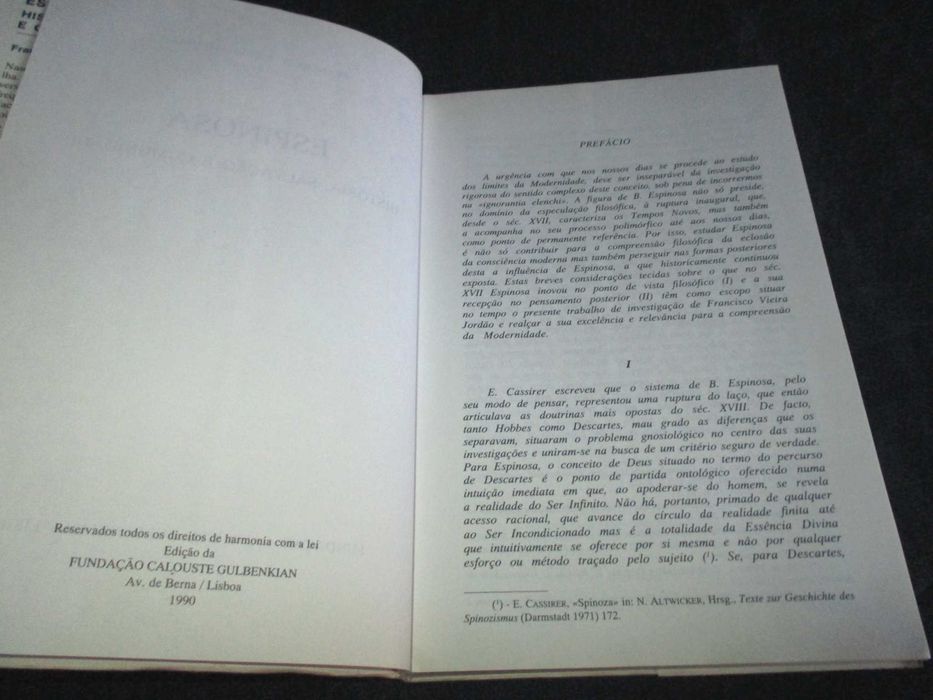 ES
HIS
E
Reservados todos os direitos de harmonia com a lei
Edição da
FUNDAÇÃO CALOUSTE GULBENKIAN
Av. de Berna / Lisboa
1990
PREFÁCIO
A urgência com que nos nossos dias se procede ao estudo
dos limites da Modernidade, deve ser inseparável da investigação
rigorosa do sentido complexo deste conceito, sob pena de incorrermos
na «ignorantia elenchi». A figura de B. Espinosa não só preside,
no domínio da especulação filosófica, à ruptura inaugural, que,
desde o séc. XVII, caracteriza os Tempos Novos, mas também
a acompanha no seu processo polimórfico até aos nossos dias,
como ponto de permanente referência. Por isso, estudar Espinosa
é não só contribuir para a compreensão filosófica da eclosão
da consciência moderna mas também perseguir nas formas posteriores
desta a influência de Espinosa, a que historicamente continuou
exposta. Estas breves considerações tecidas sobre o que no séc.
XVII Espinosa inovou no ponto de vista filosófico (I) e a sua
recepção no pensamento posterior (II) têm como escopo situar
no tempo o presente trabalho de investigação de Francisco Vieira
Jordão e realçar a sua excelência e relevância para a compreensão
da Modernidade.
I
E. Cassirer escreveu que o sistema de B. Espinosa, pelo
seu modo de pensar, representou uma ruptura do laço, que então
articulava as doutrinas mais opostas do séc. XVIII. De facto,
tanto Hobbes como Descartes, mau grado as diferenças que os
separavam, situaram o problema gnosiológico no centro das suas
investigações e uniram-se na busca de um critério seguro de verdade.
Para Espinosa, o conceito de Deus situado no termo do percurso
de Descartes é o ponto de partida ontológico oferecido numa
intuição imediata em que, ao apoderar-se do homem, se revela
a realidade do Ser Infinito. Não há, portanto, primado de qualquer
acesso racional, que avance do círculo da realidade finita até
ao Ser Incondicionado mas é a totalidade da Essência Divina
que intuitivamente se oferece por si mesma e não por qualquer
esforço ou método traçado pelo sujeito (¹). Se, para Descartes,
(¹) - E. CASSIRER, «Spinoza» in: N. ALTWICKER, Hrsg., Texte zur Geschichte des
Spinozismus (Darmstadt 1971) 172.